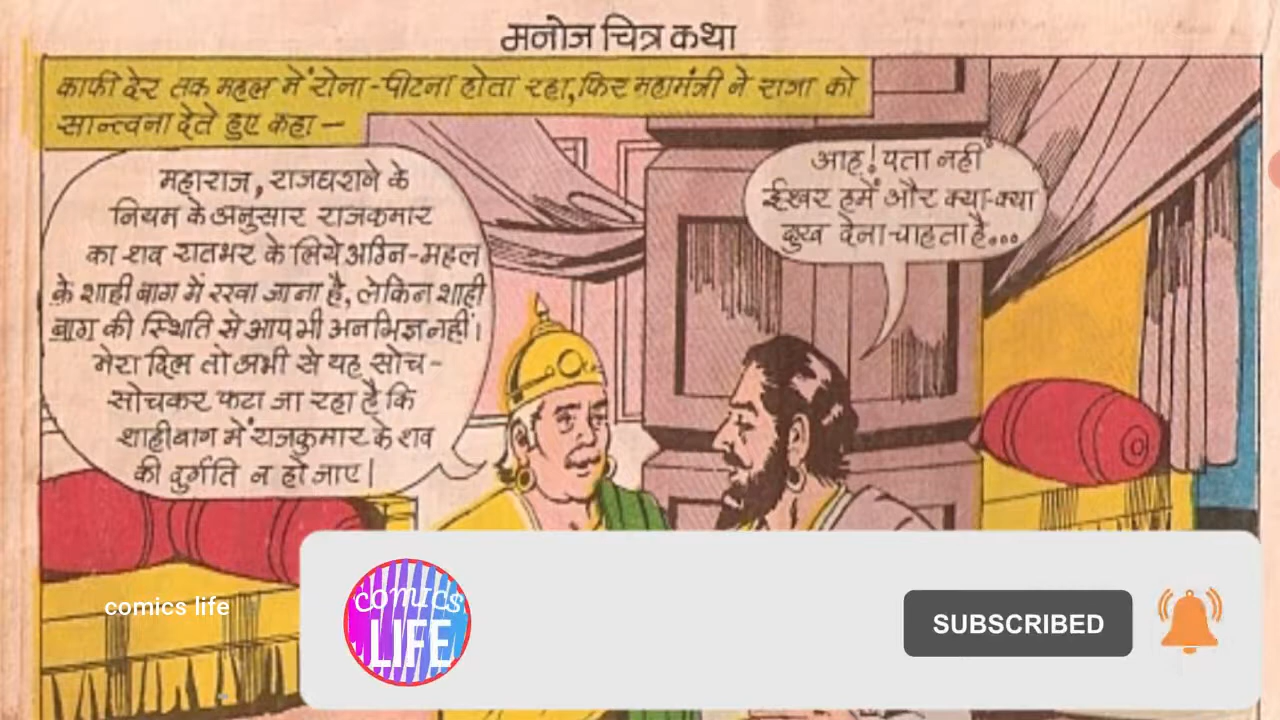 मनोज चित्र कथा
काफी देर तक महल में रोना-पीटना होता रहा, फिर महामंत्री ने राजा को
सान्त्वना देते हुए कहा —
महाराज, राजघराने के
नियम के अनुसार राजकुमार
का शव रातभर के लिये अग्नि-महल
के शाही बाग में रखा जाना है, लेकिन शाही
बाग की स्थिति से आप भी अनभिज्ञ नहीं।
मेरा दिल तो अभी से यह सोच-
सोचकर फटा जा रहा है कि
शाही बाग में राजकुमार के शव
की दुर्गति न हो जाए।
आह! पता नहीं
ईश्वर हमें और क्या-क्या
दुख देना चाहता है...
comics life
comics
LIFE
SUBSCRIBED